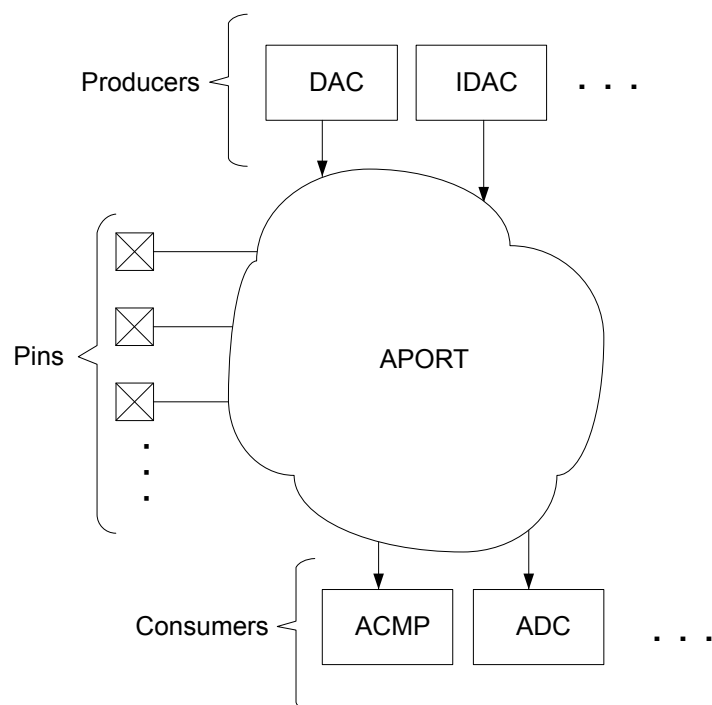 Producers
DAC
IDAC
. . .
Pins
APORT
Consumers
ACMP
ADC
. . .